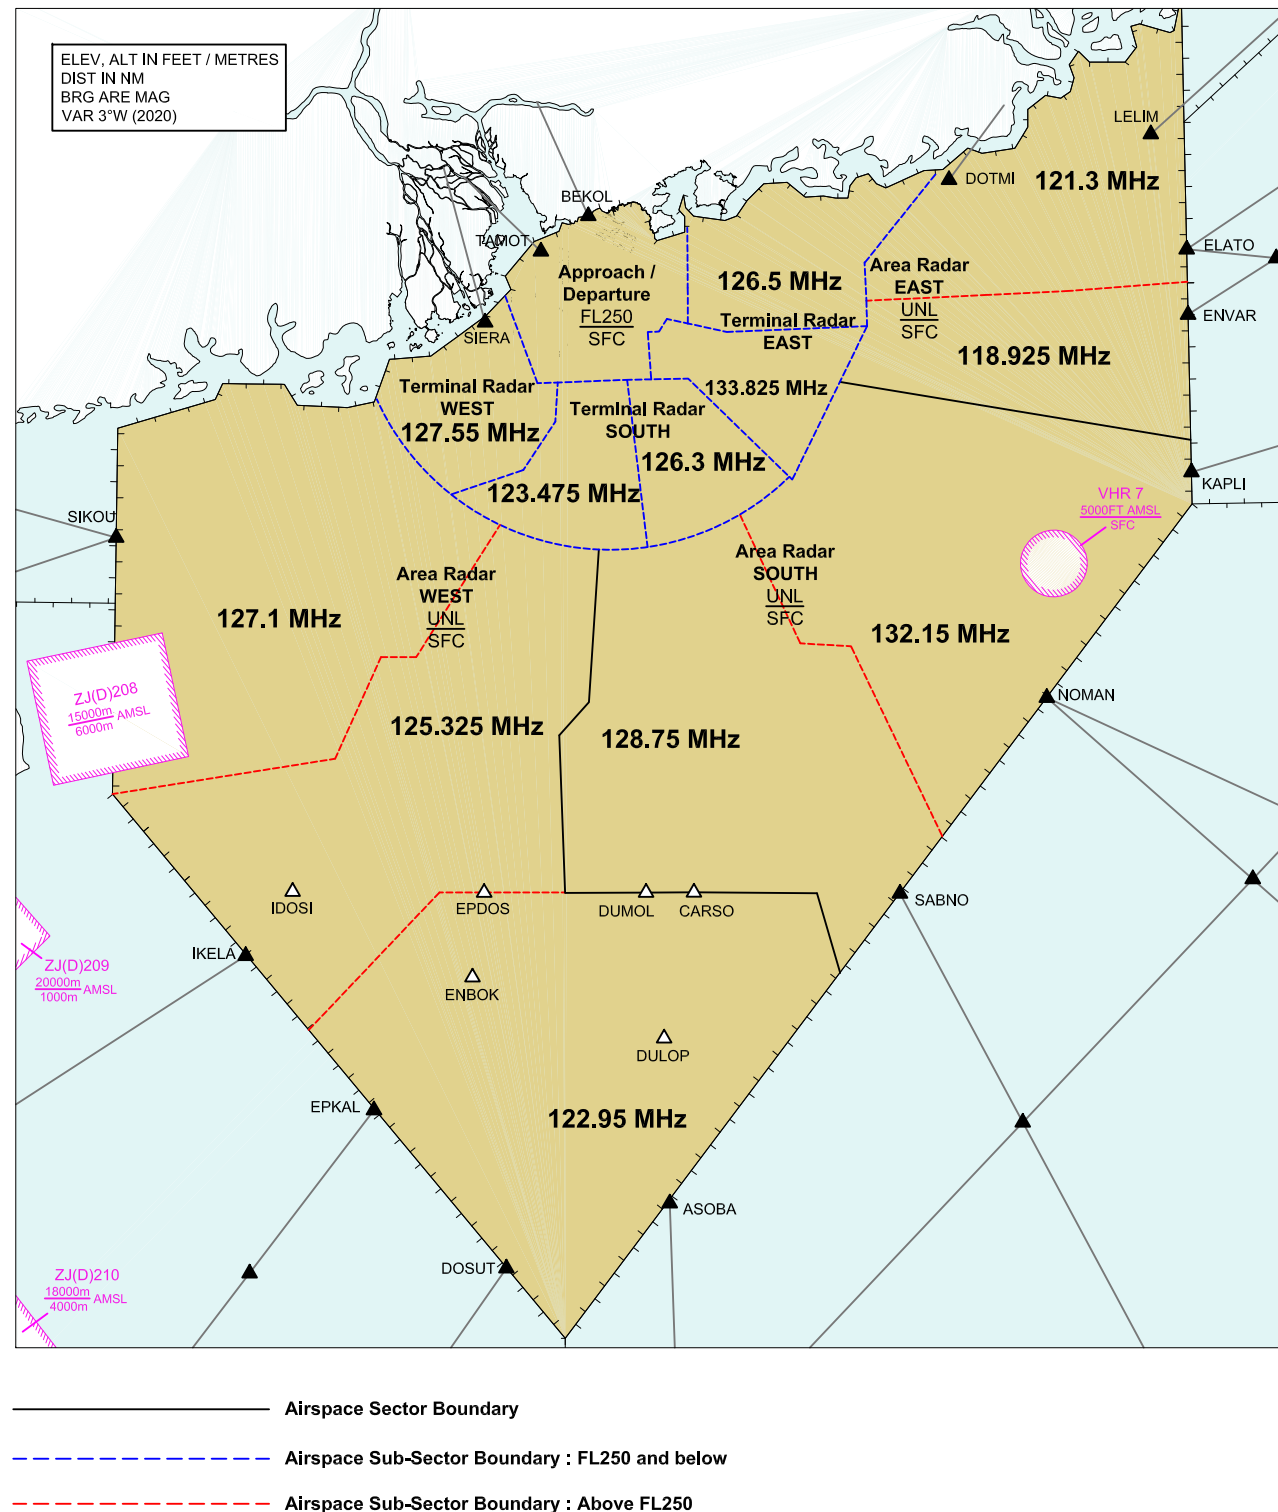 ELEV, ALT IN FEET / METRES
DIST IN NM
BRG ARE MAG
VAR 3°W (2020)
LELIM
DOTMI
121.3 MHz
BEKOL
TAMOT
ELATO
Approach /
Departure
FL250
SFC
126.5 MHz
Area Radar
EAST
UNL
SFC
ENVAR
SIERA
Terminal Radar
EAST
118.925 MHz
Terminal Radar
WEST
127.55 MHz
133.825 MHz
Terminal Radar
SOUTH
126.3 MHz
123.475 MHz
KAPLI
VHR 7
5000FT AMSL
SFC
SIKOU
Area Radar
WEST
UNL
SFC
Area Radar
SOUTH
UNL
SFC
127.1 MHz
132.15 MHz
ZJ(D)208
15000m
6000m
AMSL
NOMAN
125.325 MHz
128.75 MHz
IDOSI
EPDOS
DUMOL
CARSO
SABNO
IKELA
ZJ(D)209
20000m
1000m
AMSL
ENBOK
DULOP
EPKAL
122.95 MHz
ASOBA
DOSUT
ZJ(D)210
18000m
4000m
AMSL
Airspace Sector Boundary
Airspace Sub-Sector Boundary : FL250 and below
Airspace Sub-Sector Boundary : Above FL250